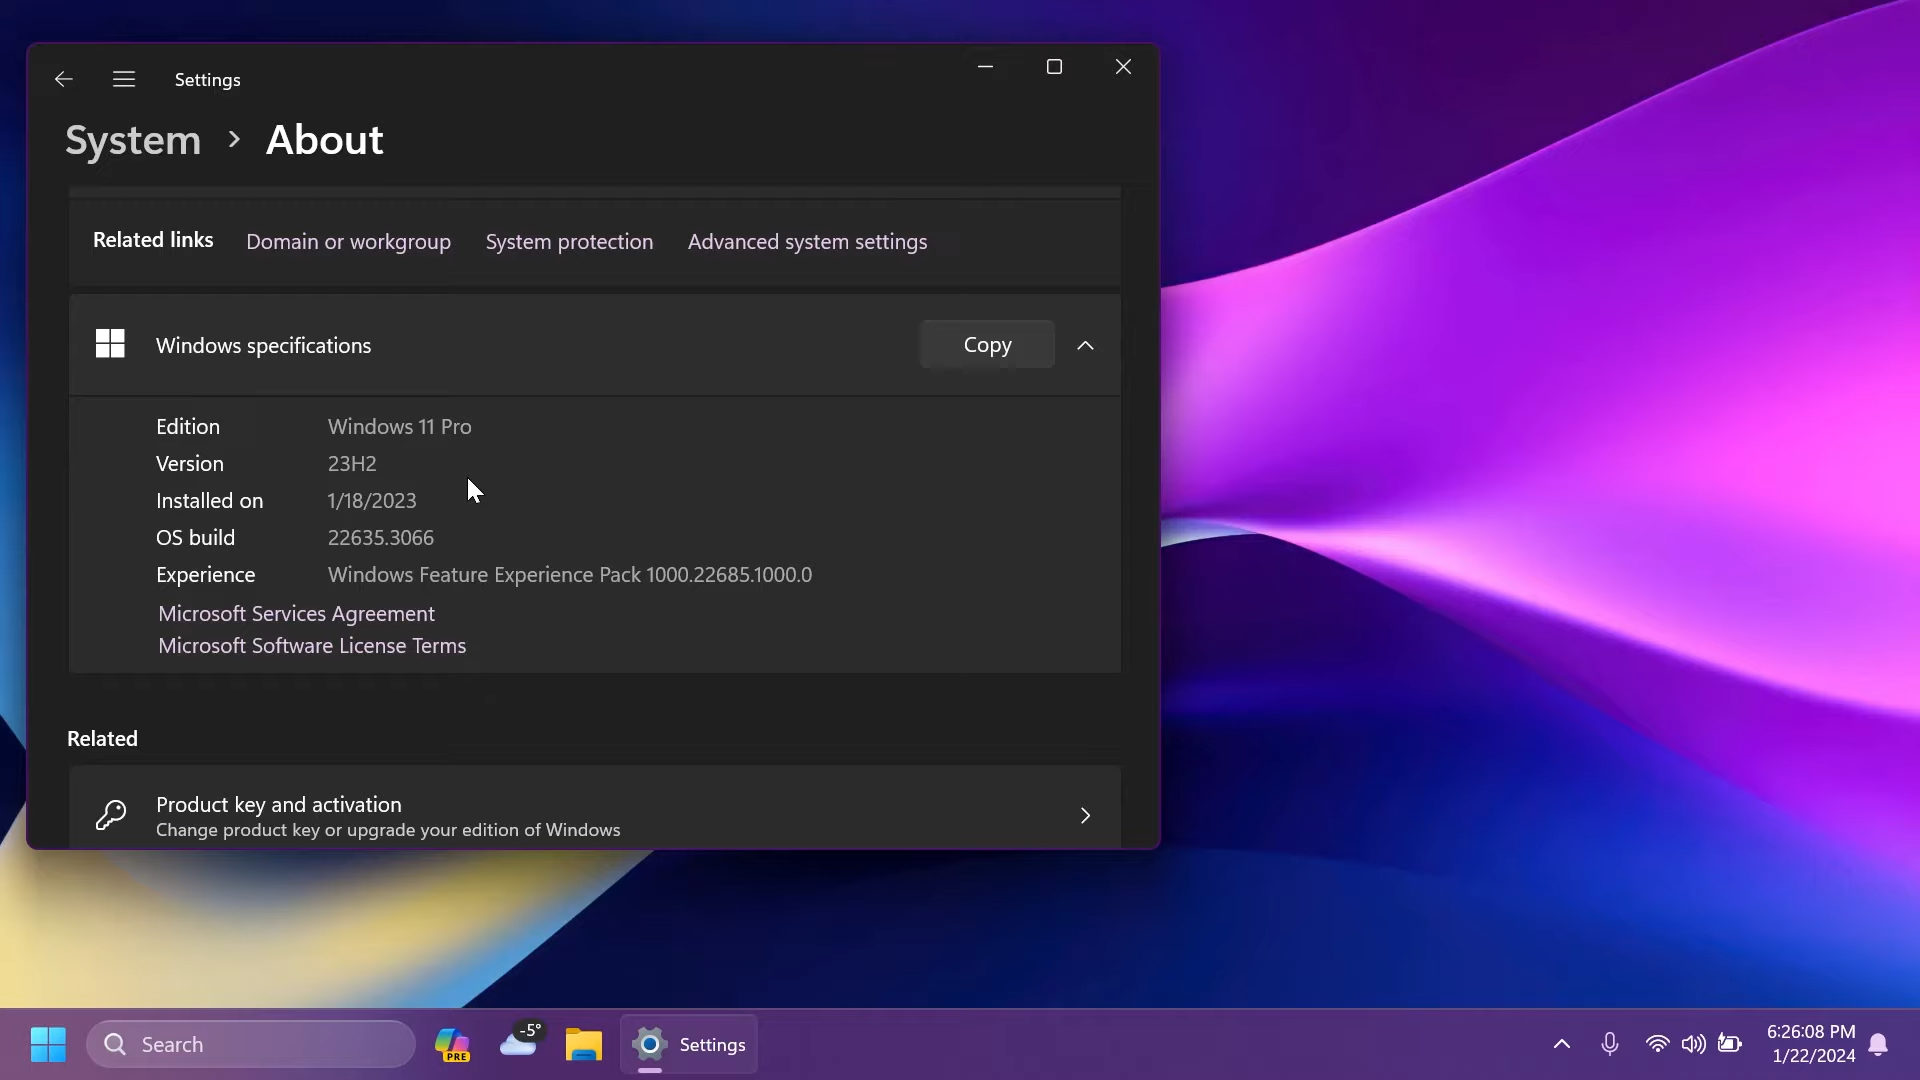 Settings
System > About
Related links Domain or workgroup System protection Advanced system settings
Windows specifications Copy
Edition Windows 11 Pro
Version 23H2
Installed on 1/18/2023
OS build 22635.3066
Experience Windows Feature Experience Pack 1000.22685.1000.0
Microsoft Services Agreement
Microsoft Software License Terms
Related
Product key and activation
Change product key or upgrade your edition of Windows
Search PRE -5° Settings 6:26:08 PM
1/22/2024